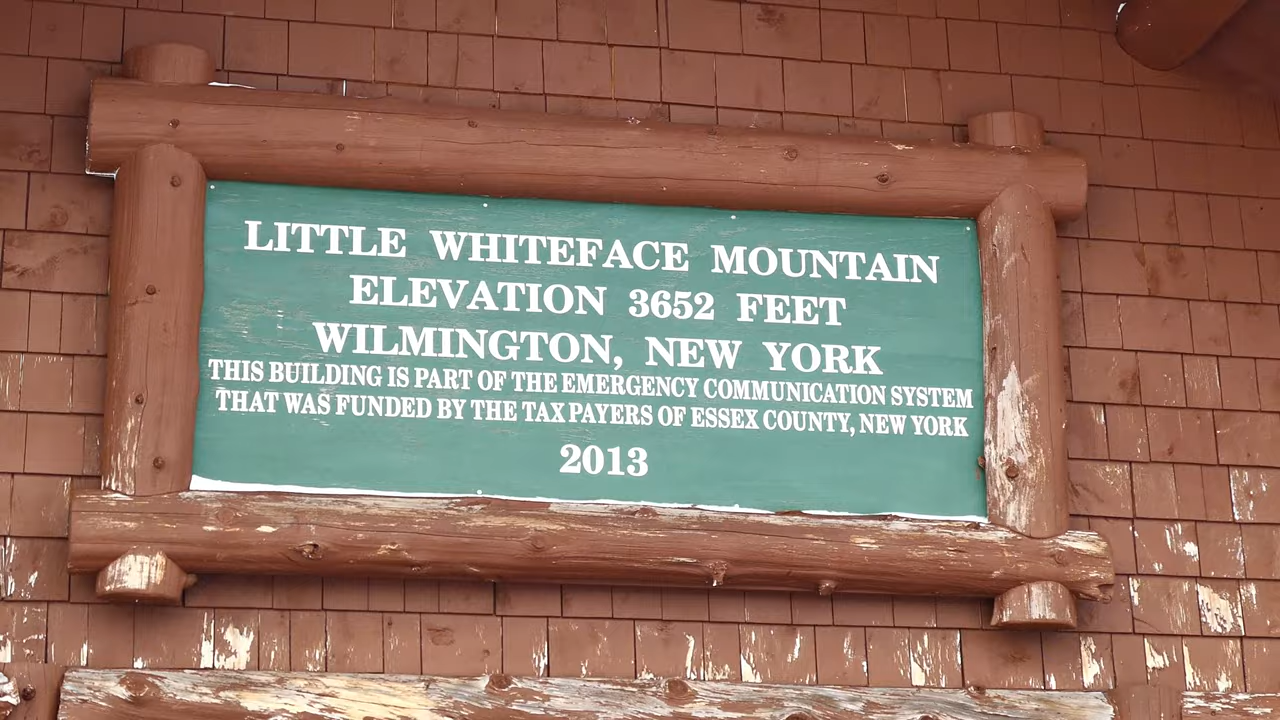 LITTLE WHITEFACE MOUNTAIN
ELEVATION 3652 FEET
WILMINGTON, NEW YORK
THIS BUILDING IS PART OF THE EMERGENCY COMMUNICATION SYSTEM
THAT WAS FUNDED BY THE TAX PAYERS OF ESSEX COUNTY, NEW YORK
2013